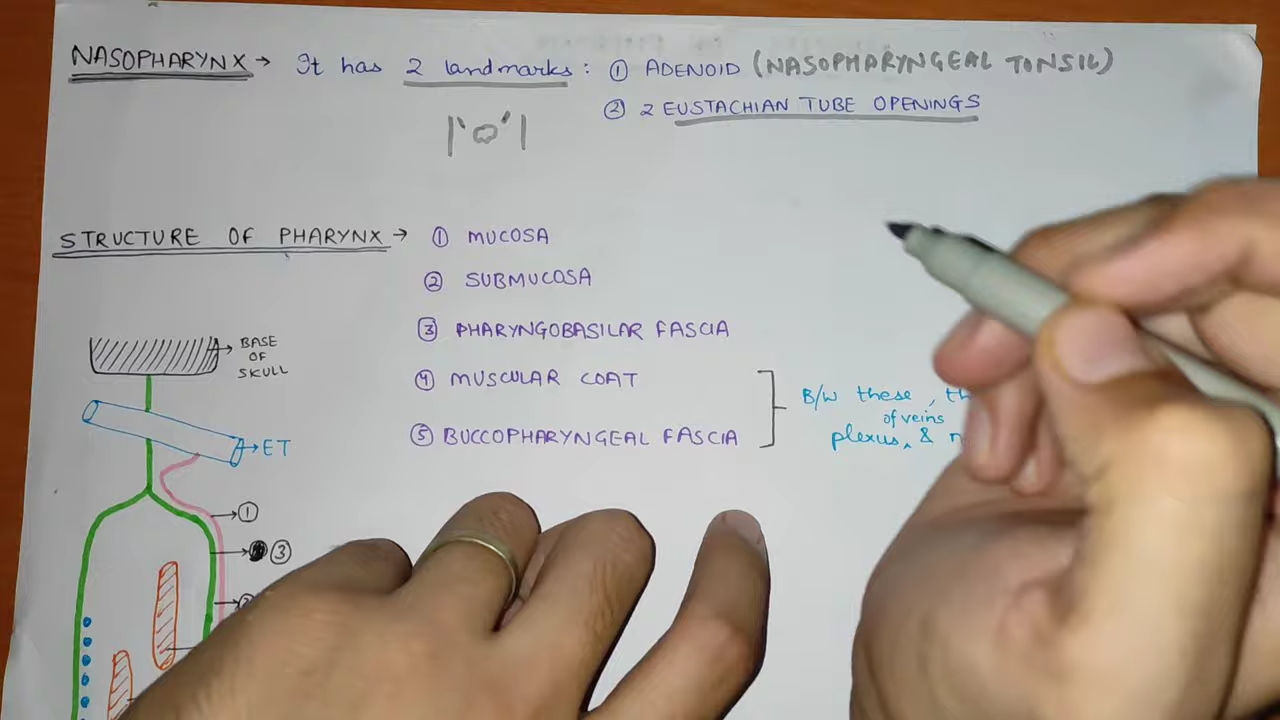 NASOPHARYNX → It has 2 landmarks : ① ADENOID (NASOPHARYNGEAL TONSIL)
② 2 EUSTACHIAN TUBE OPENINGS
STRUCTURE OF PHARYNX → ① MUCOSA
② SUBMUCOSA
③ PHARYNGOBASILAR FASCIA
④ MUSCULAR COAT
⑤ BUCCOPHARYNGEAL FASCIA
B/W these ,
of veins
plexus, &
BASE
OF
SKULL
ET
①
③